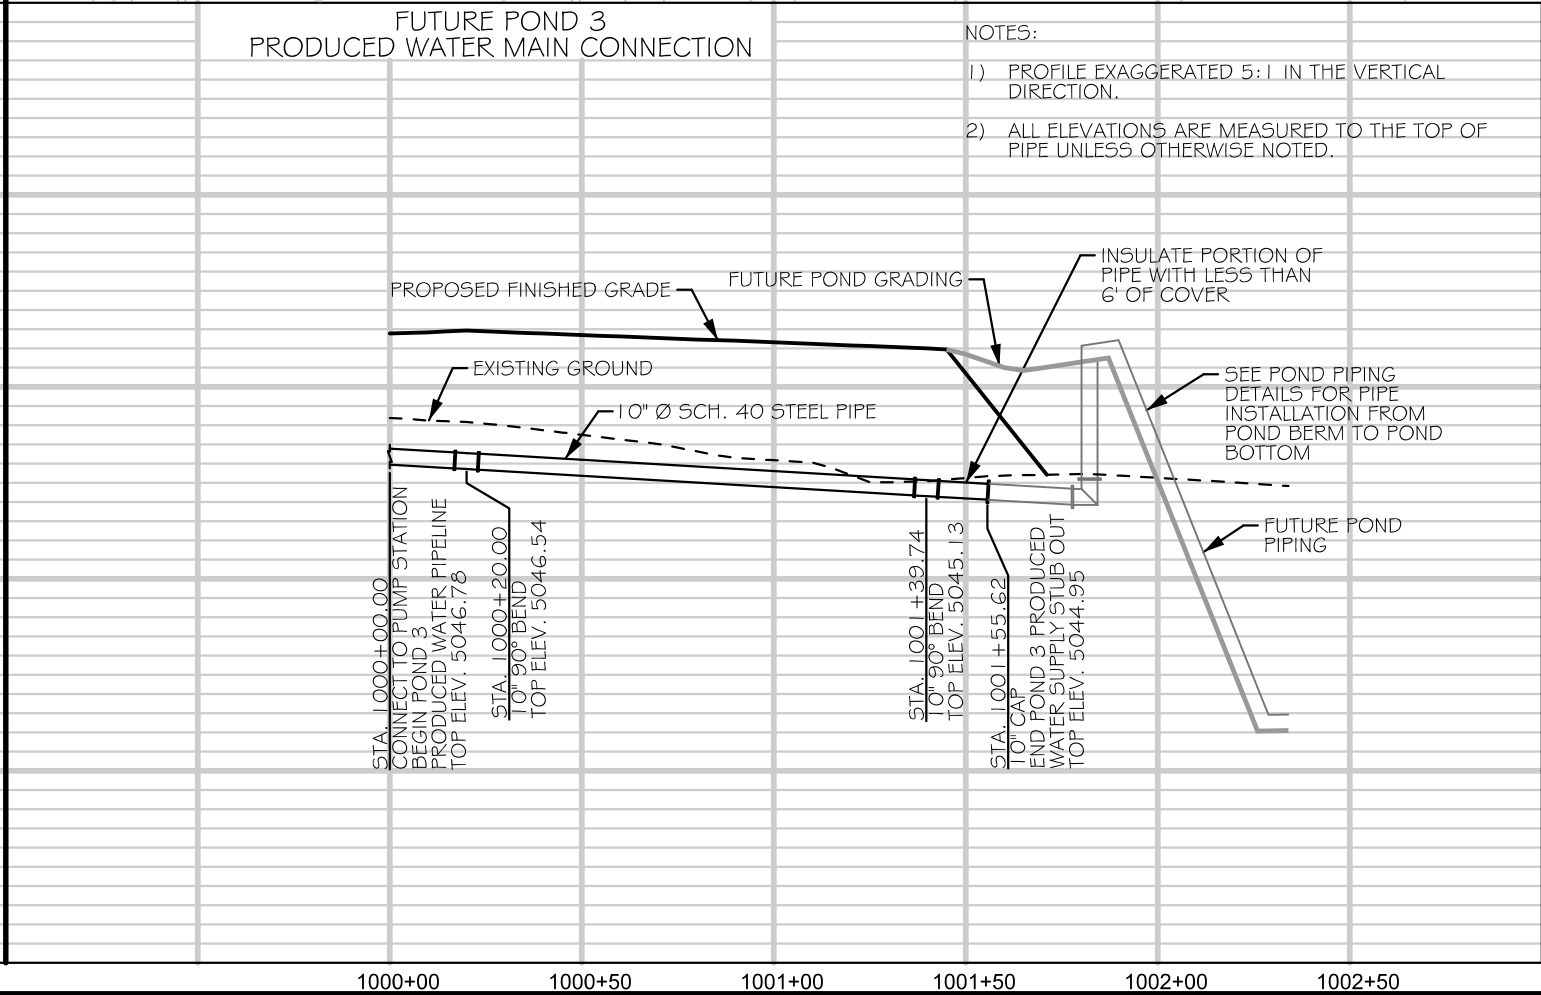 FUTURE POND 3
PRODUCED WATER MAIN CONNECTION
NOTES:
1) PROFILE EXAGGERATED 5:1 IN THE VERTICAL
DIRECTION.
2) ALL ELEVATIONS ARE MEASURED TO THE TOP OF
PIPE UNLESS OTHERWISE NOTED.
INSULATE PORTION OF
PIPE WITH LESS THAN
6' OF COVER
FUTURE POND GRADING
PROPOSED FINISHED GRADE
EXISTING GROUND
10" Ø SCH. 40 STEEL PIPE
SEE POND PIPING
DETAILS FOR PIPE
INSTALLATION FROM
POND BERM TO POND
BOTTOM
FUTURE POND
PIPING
STA. 1000+00.00
CONNECT TO PUMP STATION
BEGIN POND 3
PRODUCED WATER PIPELINE
TOP ELEV. 5046.78
STA. 1000+20.00
10" 90° BEND
TOP ELEV. 5046.54
STA. 1001+39.74
10" 90° BEND
TOP ELEV. 5045.13
STA. 1001+55.62
10" CAP
END POND 3 PRODUCED
WATER SUPPLY STUB OUT
TOP ELEV. 5044.95
1000+00
1000+50
1001+00
1001+50
1002+00
1002+50